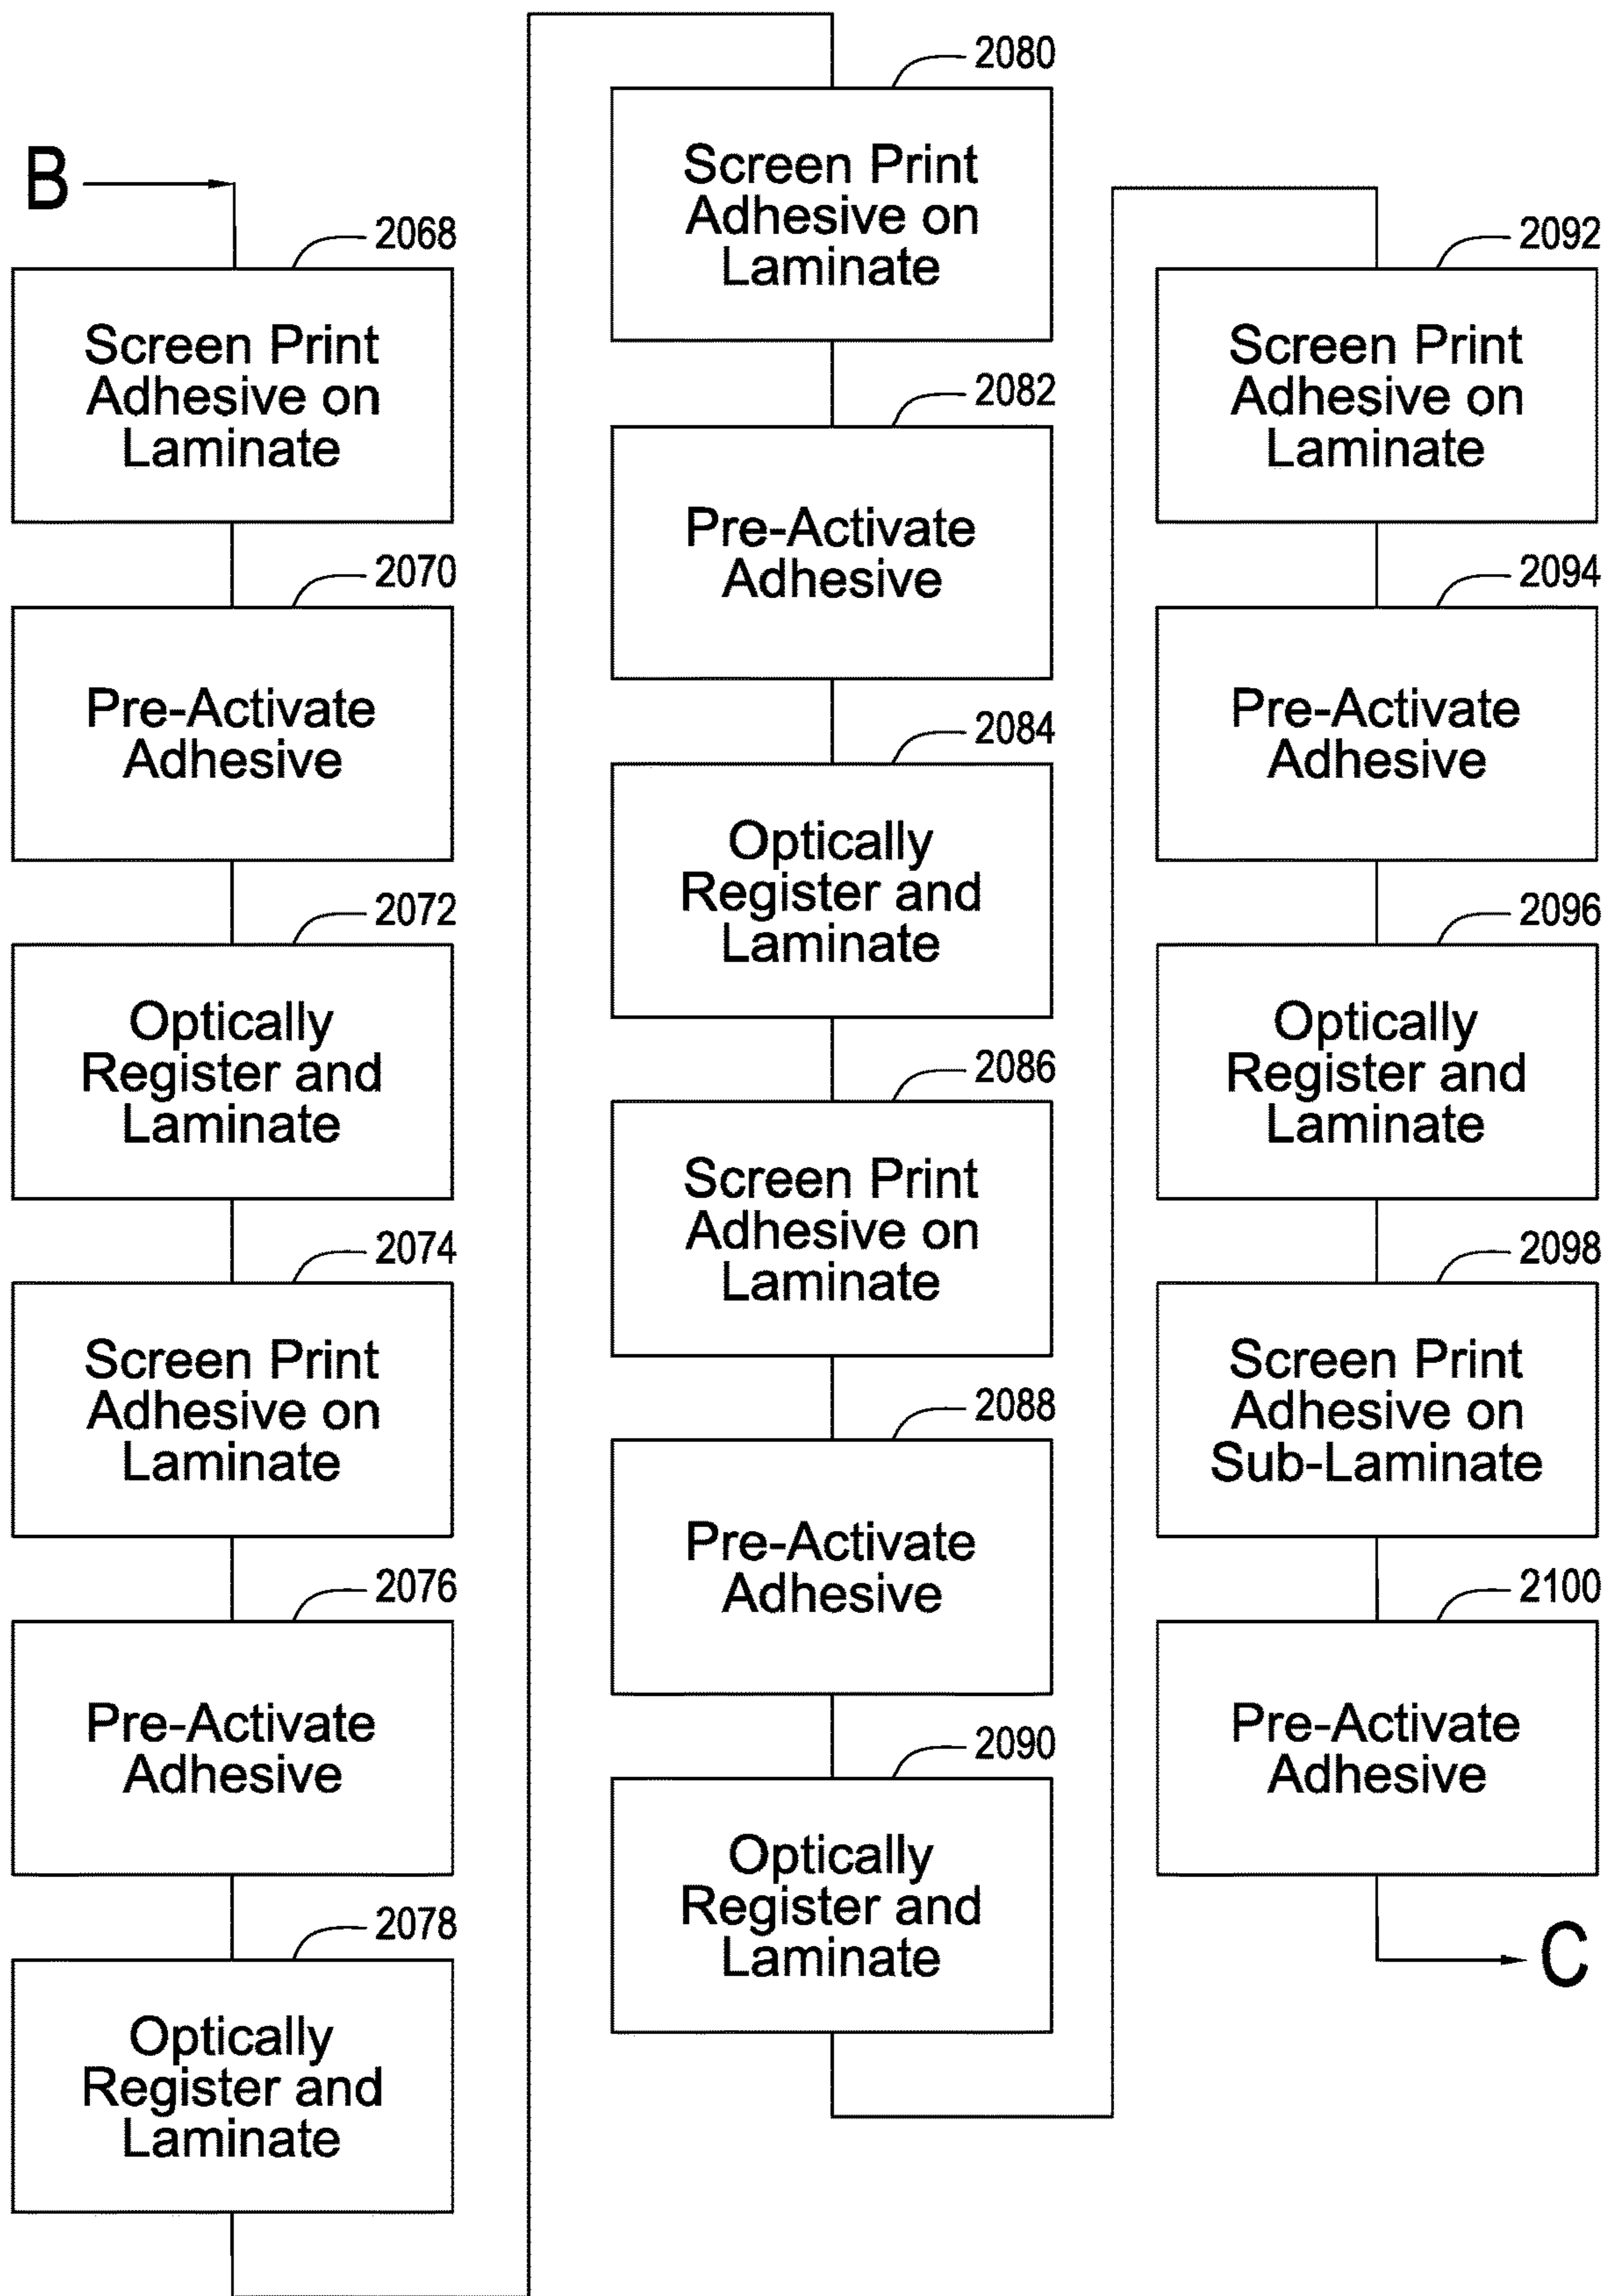 B
2068
Screen Print
Adhesive on
Laminate
2070
Pre-Activate
Adhesive
2072
Optically
Register and
Laminate
2074
Screen Print
Adhesive on
Laminate
2076
Pre-Activate
Adhesive
2078
Optically
Register and
Laminate
2080
Screen Print
Adhesive on
Laminate
2082
Pre-Activate
Adhesive
2084
Optically
Register and
Laminate
2086
Screen Print
Adhesive on
Laminate
2088
Pre-Activate
Adhesive
2090
Optically
Register and
Laminate
2092
Screen Print
Adhesive on
Laminate
2094
Pre-Activate
Adhesive
2096
Optically
Register and
Laminate
2098
Screen Print
Adhesive on
Sub-Laminate
2100
Pre-Activate
Adhesive
C